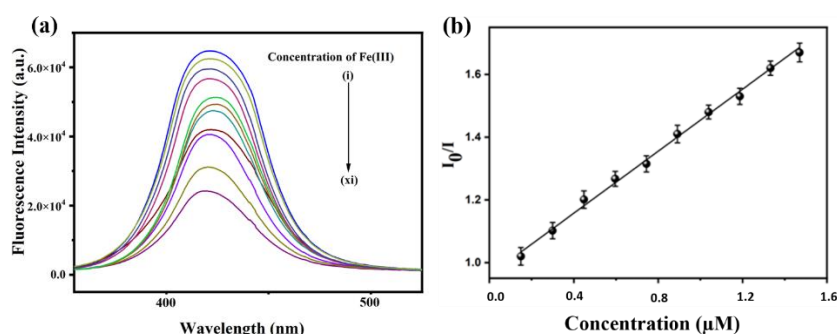 (a)
Fluorescence Intensity (a.u.)
6.0×10⁴
4.0×10⁴
2.0×10⁴
0.0
Concentration of Fe(III)
(i)
(xi)
400
500
Wavelength (nm)
(b)
I₀/I
1.6
1.4
1.2
1.0
0.0
0.4
0.8
1.2
1.6
Concentration (μM)